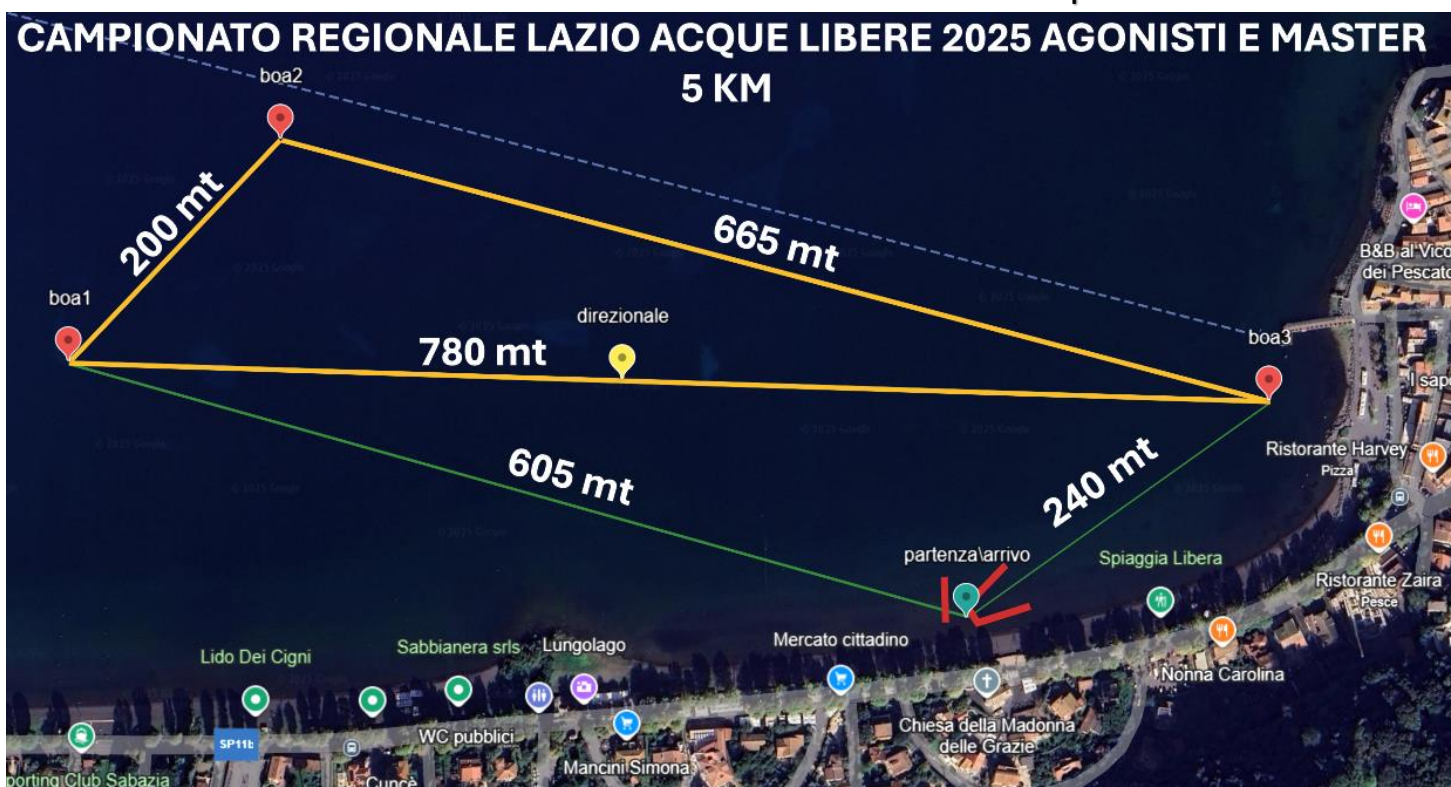 CAMPIONATO REGIONALE LAZIO ACQUE LIBERE 2025 AGONISTI E MASTER
5 KM
boa2
200 mt
665 mt
boa1
direzionale
780 mt
boa3
B&B al Vico
dei Pescato
I sapo
605 mt
240 mt
Ristorante Harvey
Pizza
partenza\arrivo
Spiaggia Libera
Ristorante Zaira
Pesce
Lido Dei Cigni
Sabbianera srls
Lungolago
Mercato cittadino
Nonna Carolina
SP11b
WC pubblici
Chiesa della Madonna
delle Grazie
Mancini Simona
porting Club Sabazia
Cuncè